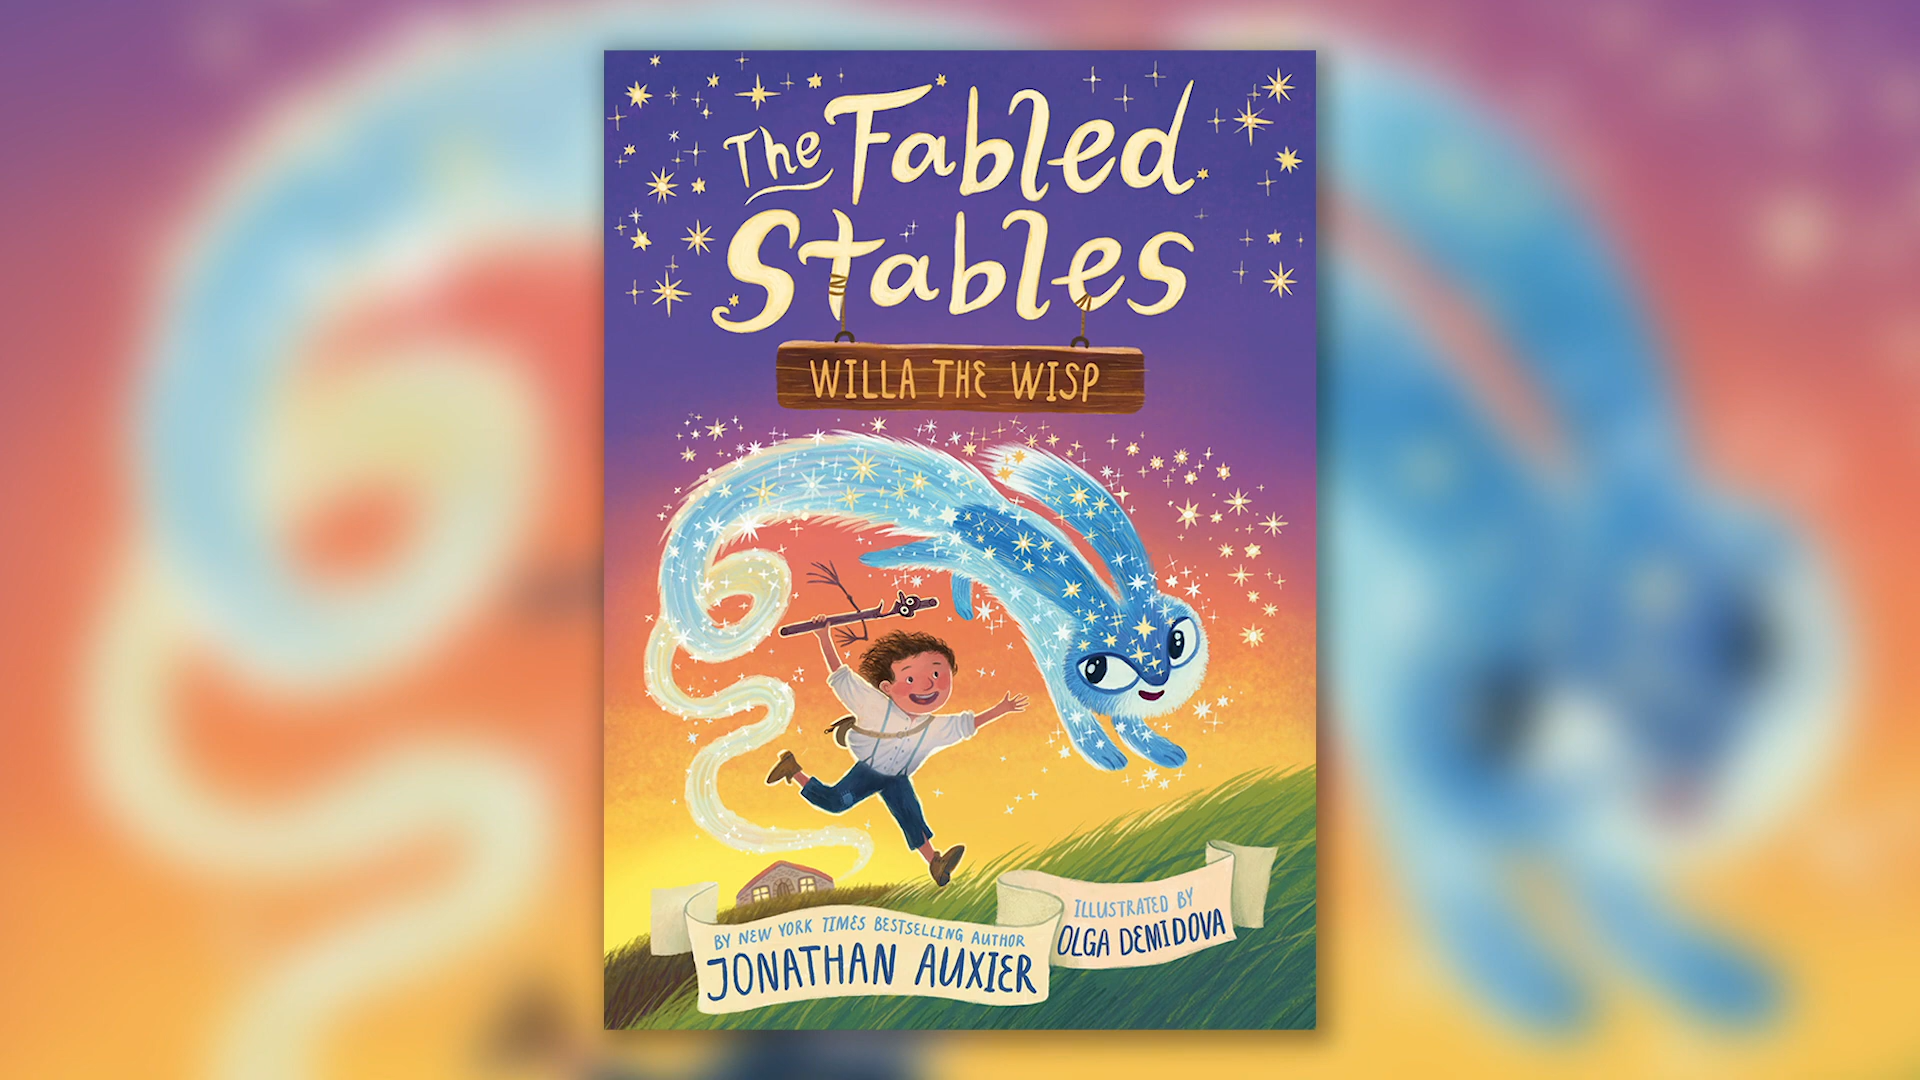 The Fabled
Stables
WILLA THE WISP
BY NEW YORK TIMES BESTSELLING AUTHOR
JONATHAN AUXIER
ILLUSTRATED BY
OLGA DEMIDOVA